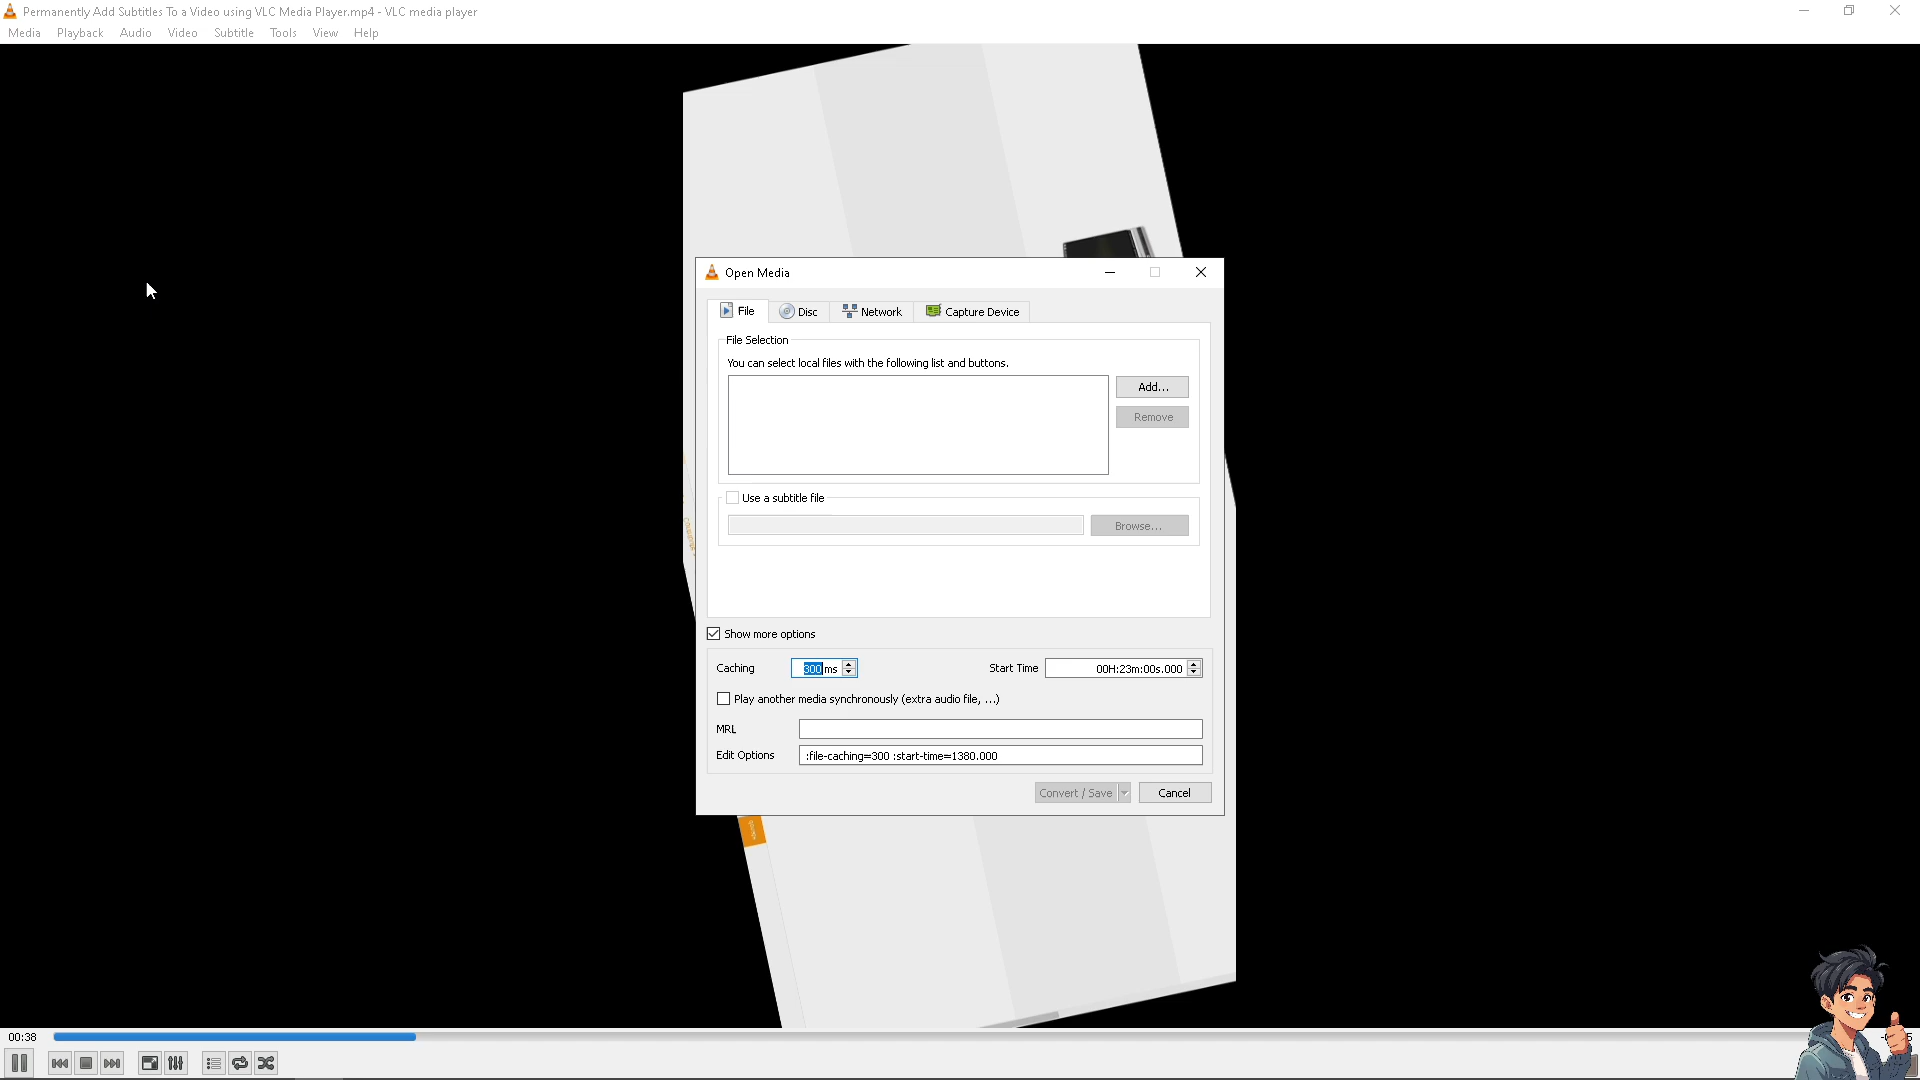 Permanently Add Subtitles To a Video using VLC Media Player.mp4 - VLC media player
Media Playback Audio Video Subtitle Tools View Help
Open Media
File Disc Network Capture Device
File Selection
You can select local files with the following list and buttons.
Add...
Remove
Use a subtitle file
Browse...
Show more options
Caching 300 ms Start Time 00H:23m:00s.000
Play another media synchronously (extra audio file, ...)
MRL
Edit Options :file-caching=300 :start-time=1380.000
Convert / Save Cancel
00:38